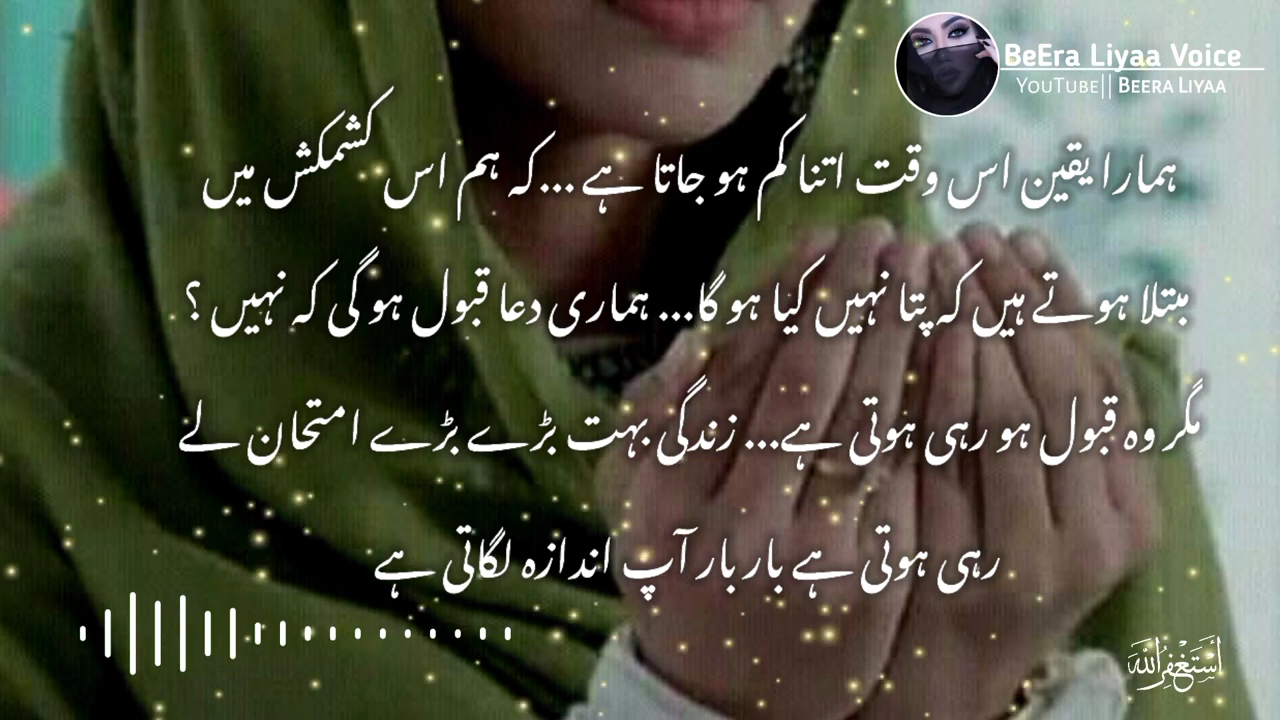 BeEra Liyaa Voice
YouTube|| Beera Liyaa
ہمارا یقین اس وقت اتنا کم ہو جاتا ہے ...کہ ہم اس کشمکش میں
مبتلا ہوتے ہیں کہ پتا نہیں کیا ہو گا... ہماری دعا قبول ہو گی کہ نہیں ؟
مگر وہ قبول ہو رہی ہوتی ہے... زندگی بہت بڑے بڑے امتحان لے
رہی ہوتی ہے بار بار آپ اندازہ لگاتی ہے
أَسْتَغْفِرُاللّٰه